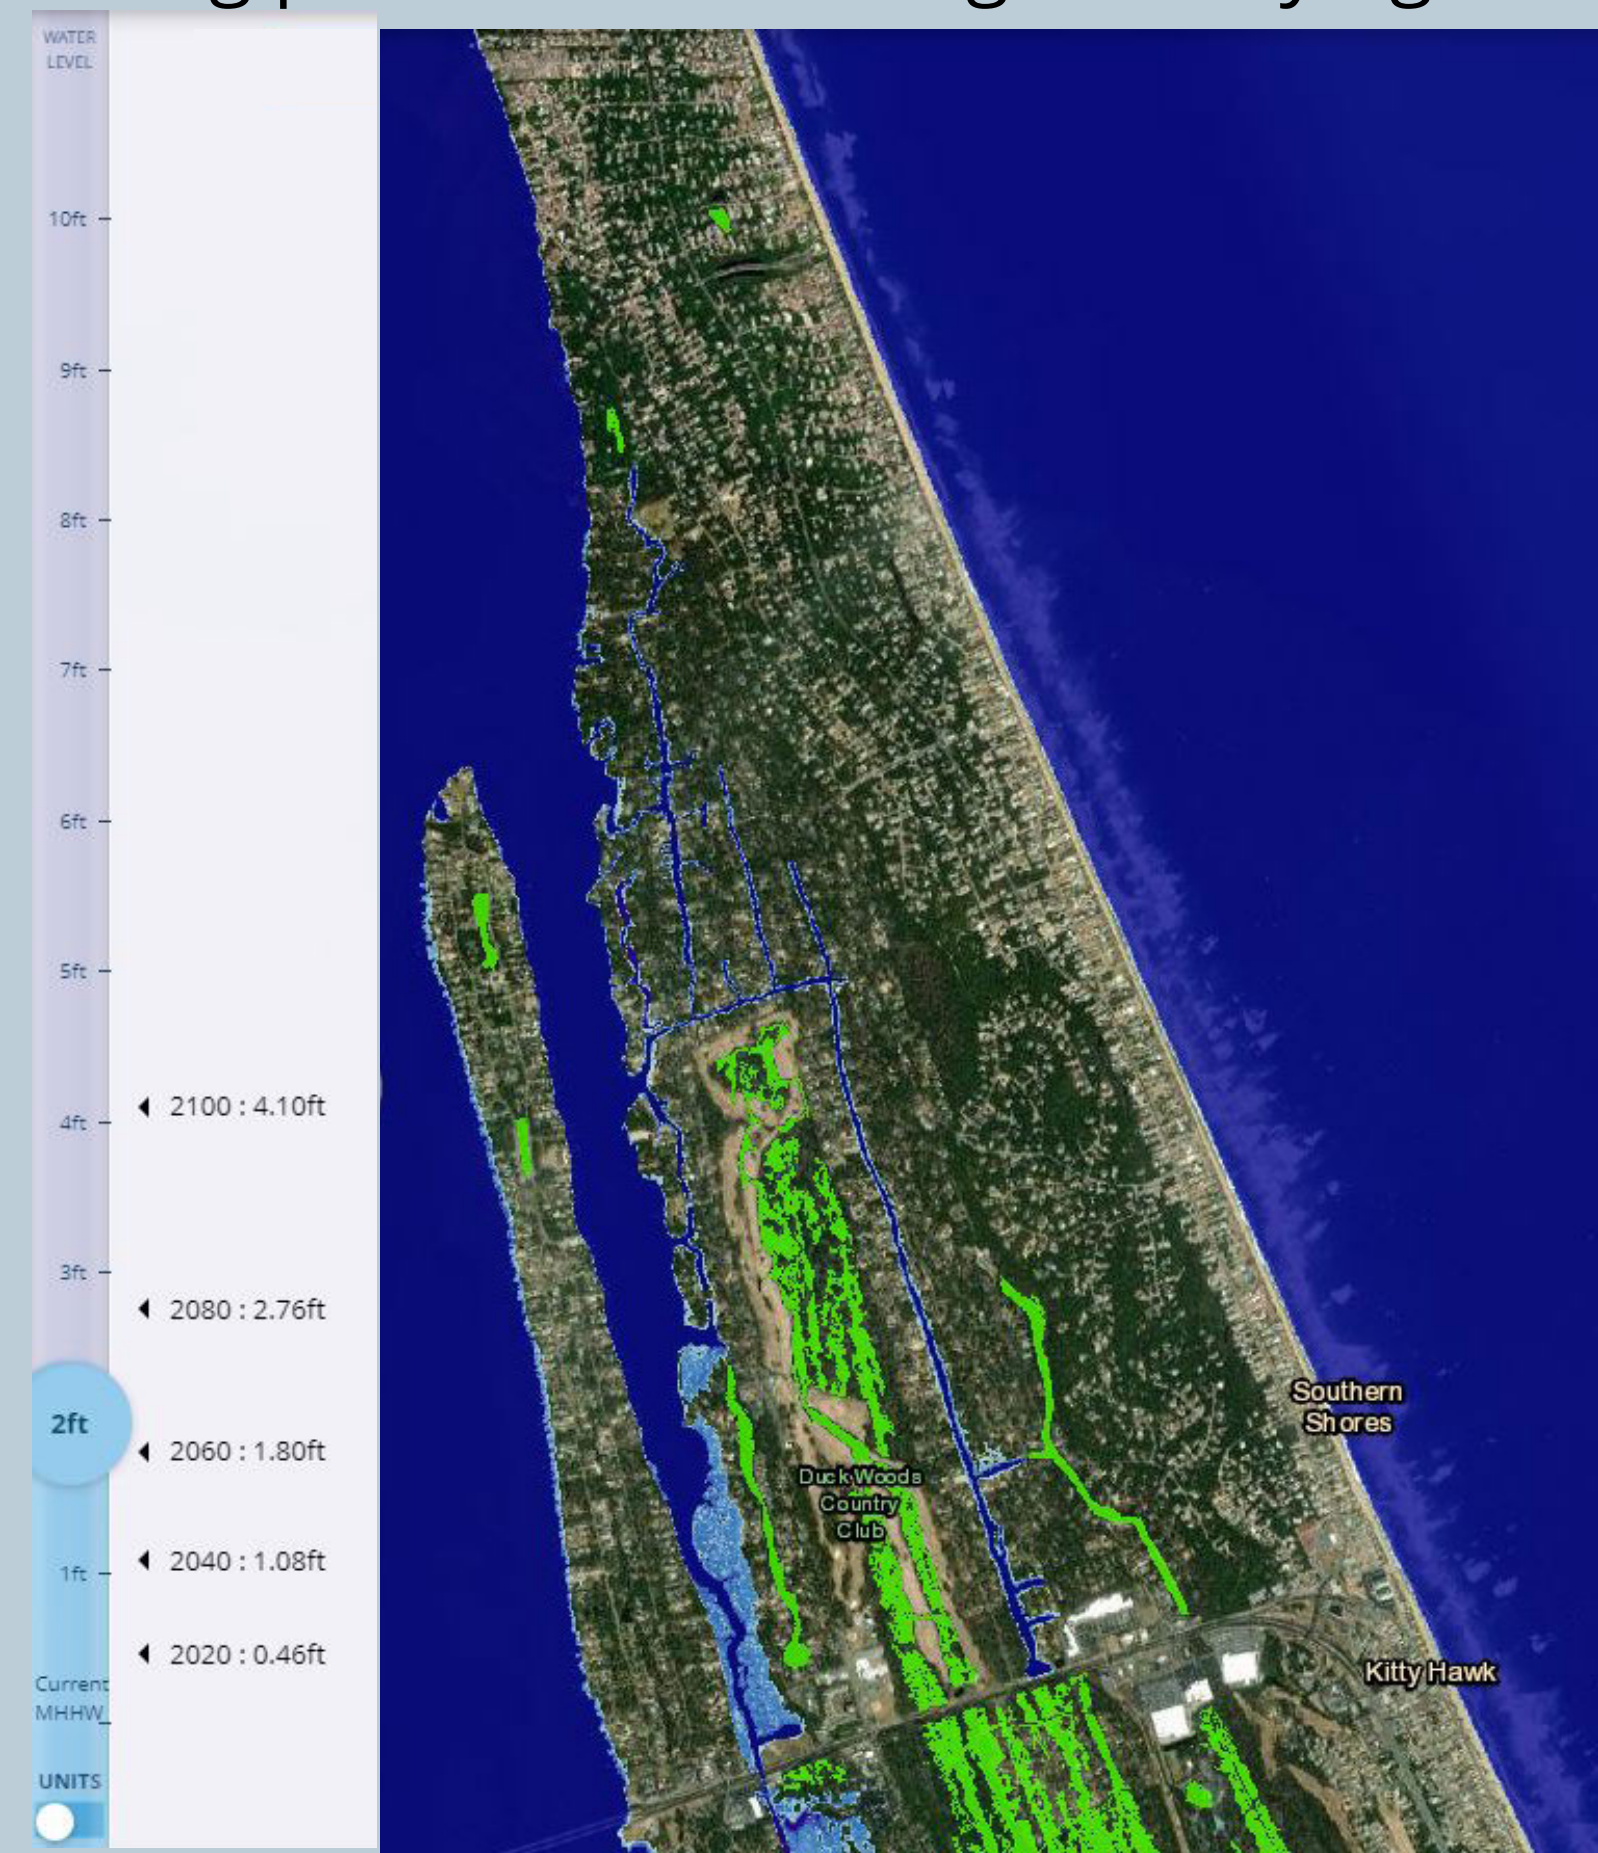 WATER
LEVEL
10ft
9ft
8ft
7ft
6ft
5ft
4ft
3ft
2ft
1ft
Current
MHHW
UNITS
2100 : 4.10ft
2080 : 2.76ft
2060 : 1.80ft
2040 : 1.08ft
2020 : 0.46ft
Southern
Shores
Duck Woods
Country
Club
Kitty Hawk